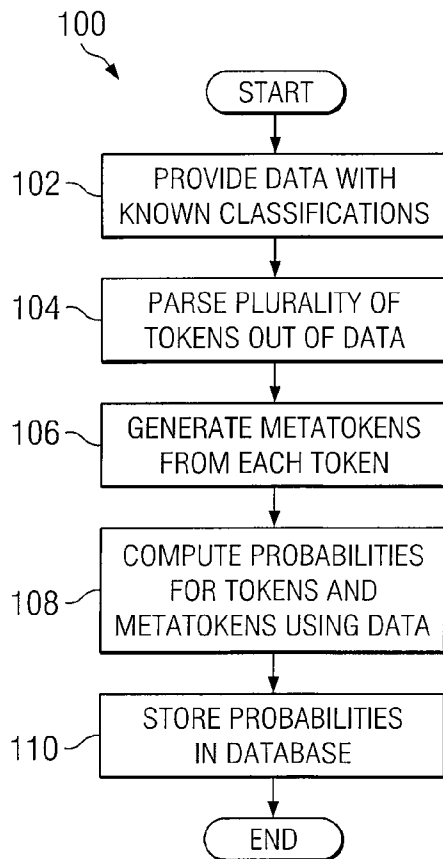 100
START
102
PROVIDE DATA WITH
KNOWN CLASSIFICATIONS
104
PARSE PLURALITY OF
TOKENS OUT OF DATA
106
GENERATE METATOKENS
FROM EACH TOKEN
108
COMPUTE PROBABILITIES
FOR TOKENS AND
METATOKENS USING DATA
110
STORE PROBABILITIES
IN DATABASE
END